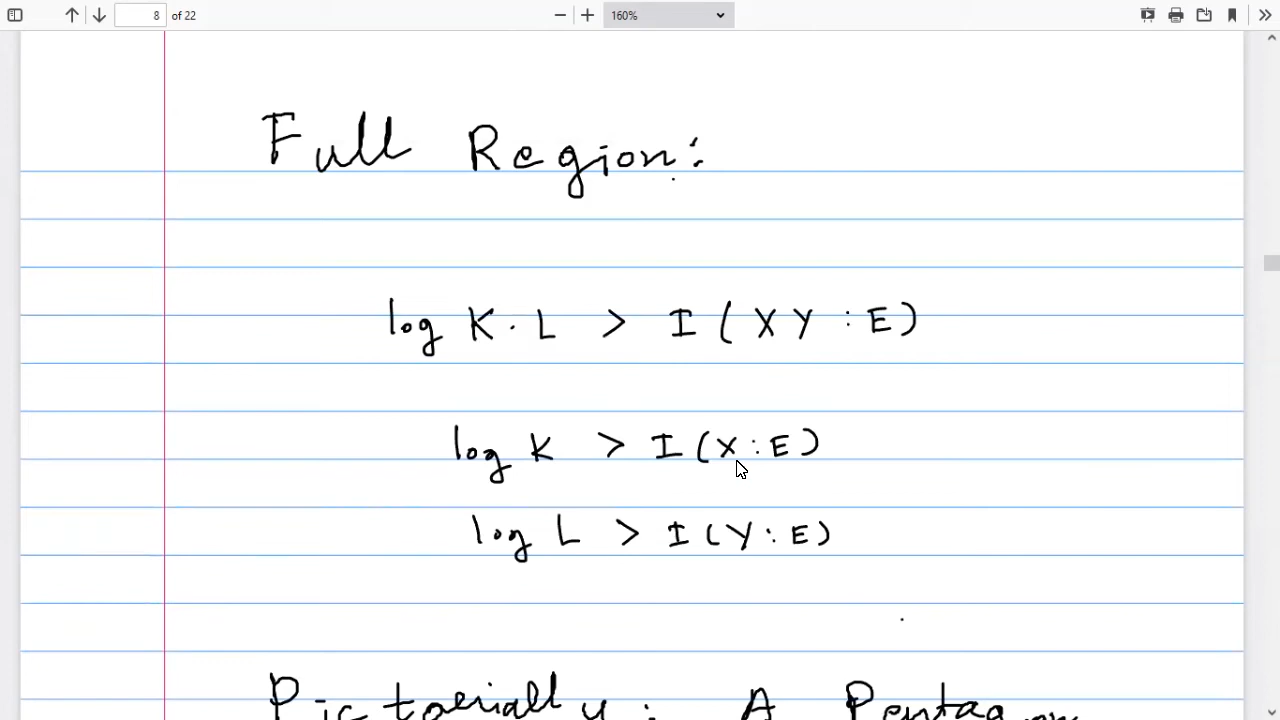 8 of 22 160%
Full Region:
log K · L > I ( X Y : E )
log K > I ( X : E )
log L > I ( Y : E )
Pictorially : A Pentagon